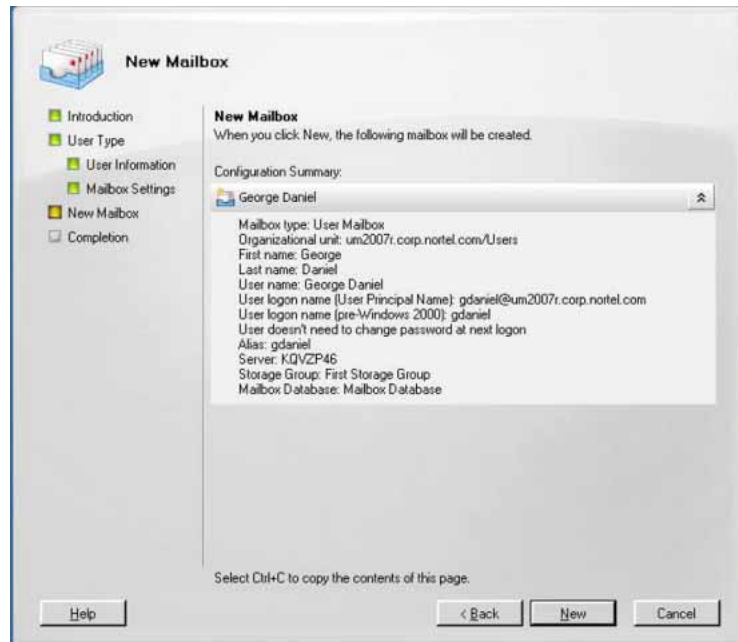 New Mailbox
Introduction
User Type
User Information
Mailbox Settings
New Mailbox
Completion
New Mailbox
When you click New, the following mailbox will be created.
Configuration Summary:
George Daniel
Mailbox type: User Mailbox
Organizational unit: um2007r.corp.nortel.com/Users
First name: George
Last name: Daniel
User name: George Daniel
User logon name (User Principal Name): gdaniel@um2007r.corp.nortel.com
User logon name (pre-Windows 2000): gdaniel
User doesn't need to change password at next logon
Alias: gdaniel
Server: KQVZP46
Storage Group: First Storage Group
Mailbox Database: Mailbox Database
Select Ctrl+C to copy the contents of this page.
Help
< Back
New
Cancel